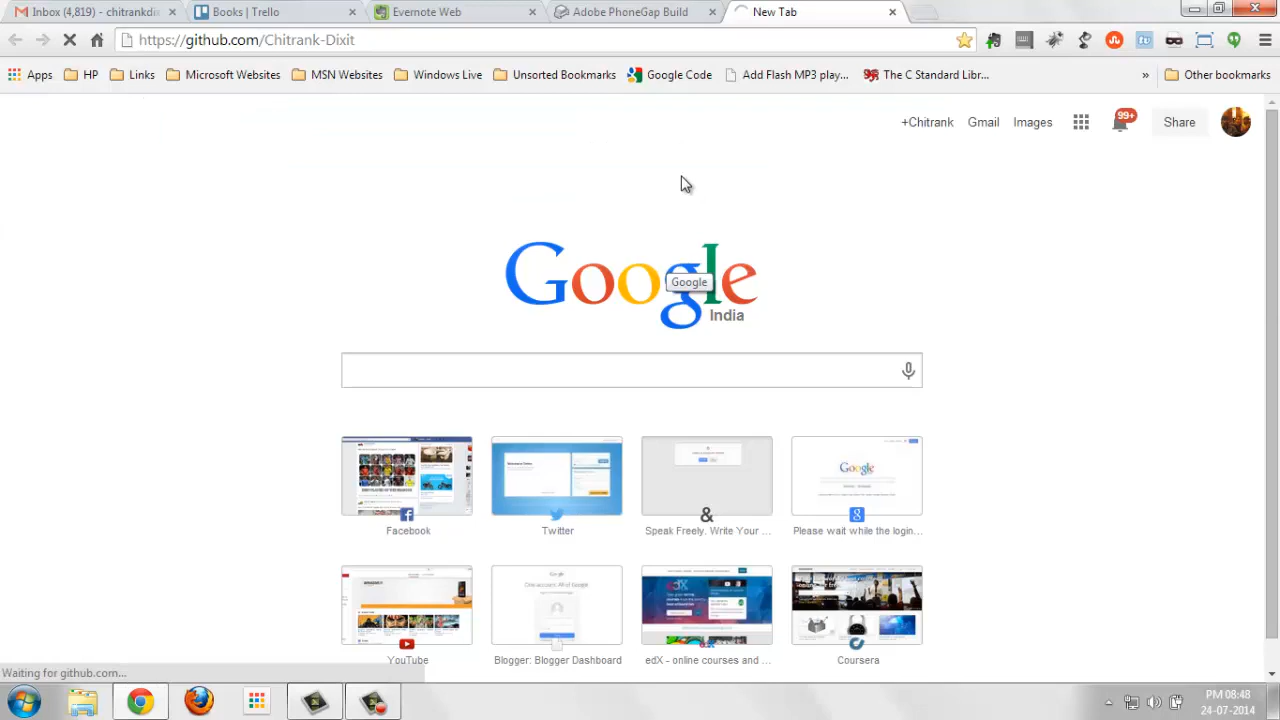 Inbox (4,819) - chitrankdix
Books | Trello
Evernote Web
Adobe PhoneGap Build
New Tab
https://github.com/Chitrank-Dixit
Apps
HP
Links
Microsoft Websites
MSN Websites
Windows Live
Unsorted Bookmarks
Google Code
Add Flash MP3 play...
The C Standard Libr...
»
Other bookmarks
+Chitrank
Gmail
Images
99+
Share
Google
Google
India
Facebook
Twitter
Speak Freely. Write Your ...
Please wait while the login...
YouTube
Blogger: Blogger Dashboard
edX - online courses and ...
Coursera
Waiting for github.com...
PM 08:48
24-07-2014